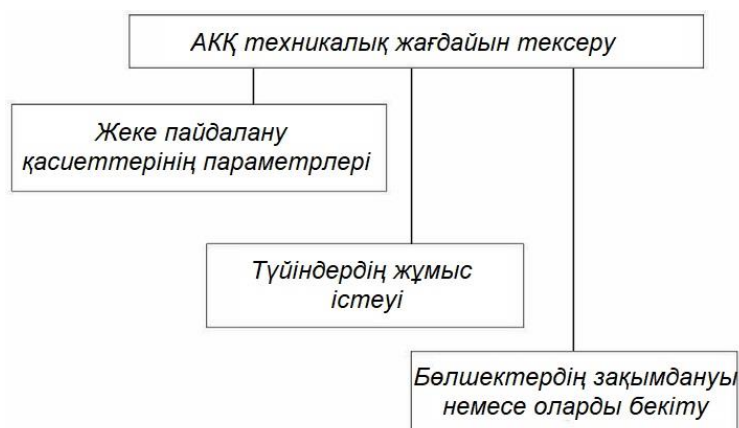 АКҚ техникалық жағдайын тексеру
Жеке пайдалану
қасиеттерінің параметрлері
Түйіндердің жұмыс
істеуі
Бөлшектердің зақымдануы
немесе оларды бекіту